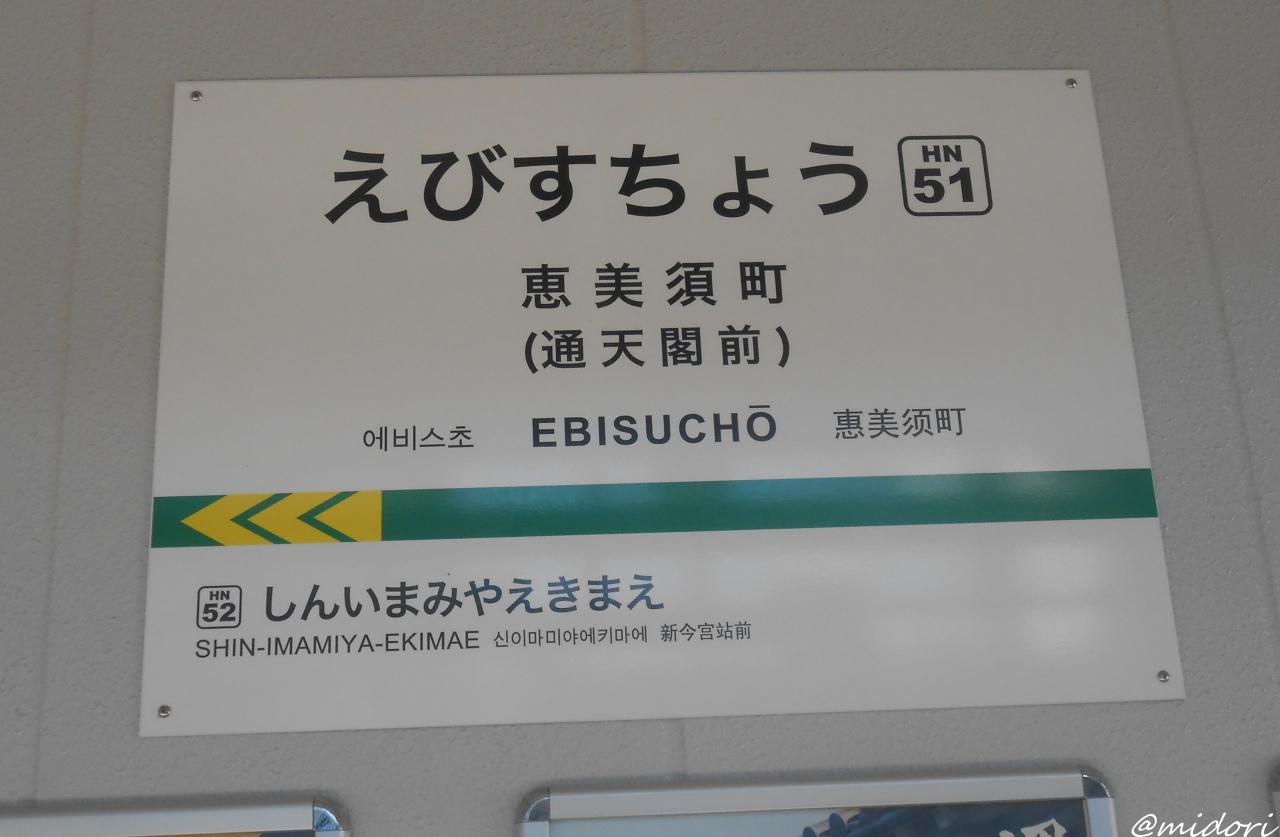 えびすちょう HN 51
恵美須町
(通天閣前)
에비스초 EBISUCHŌ 惠美须町
HN 52 しんいまみやえきまえ
SHIN-IMAMIYA-EKIMAE 신이마미야에키마에 新今宫站前
@midori